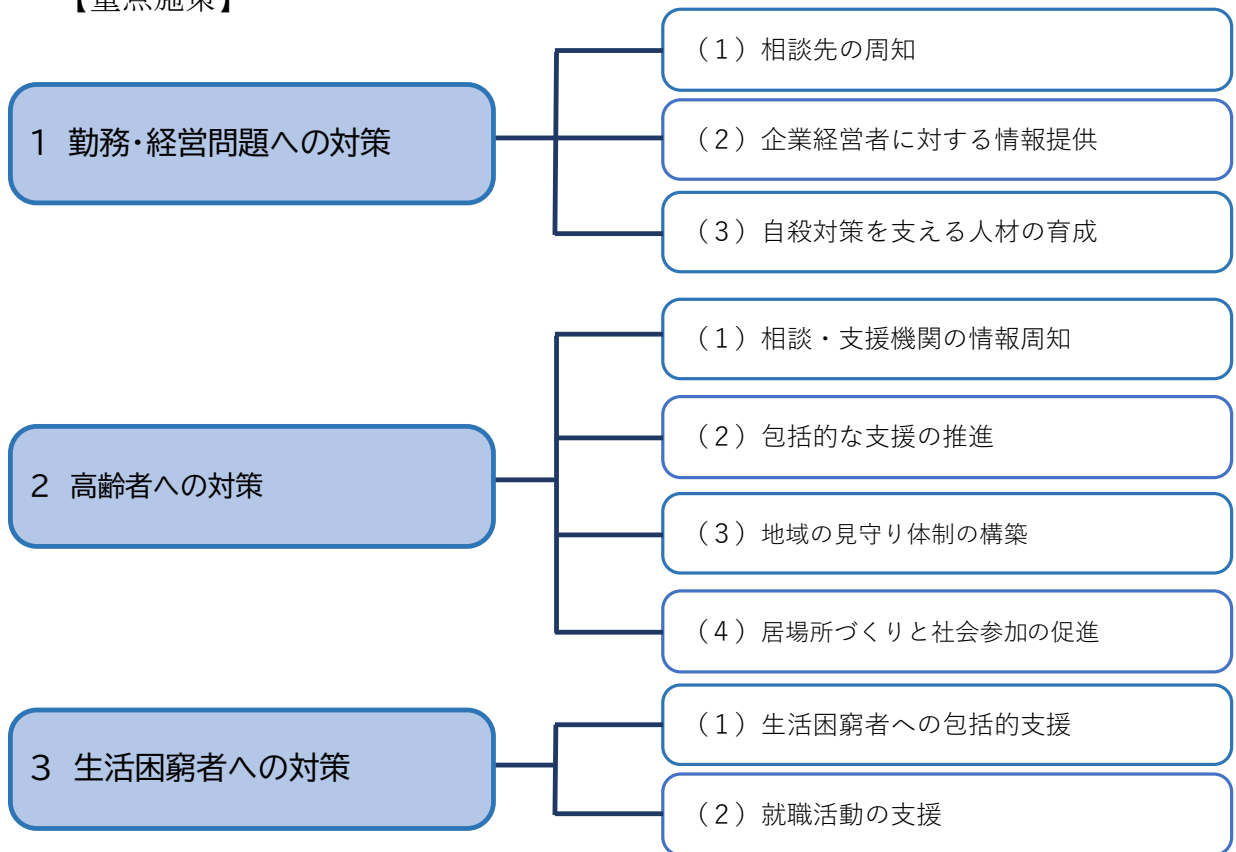 【重点施策】
1 勤務・経営問題への対策
（1）相談先の周知
（2）企業経営者に対する情報提供
（3）自殺対策を支える人材の育成
2 高齢者への対策
（1）相談・支援機関の情報周知
（2）包括的な支援の推進
（3）地域の見守り体制の構築
（4）居場所づくりと社会参加の促進
3 生活困窮者への対策
（1）生活困窮者への包括的支援
（2）就職活動の支援